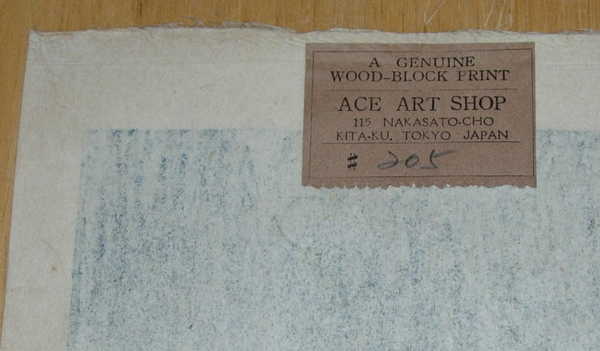 A GENUINE
WOOD-BLOCK PRINT
ACE ART SHOP
115 NAKASATO-CHO
KITA-KU, TOKYO JAPAN
# 205